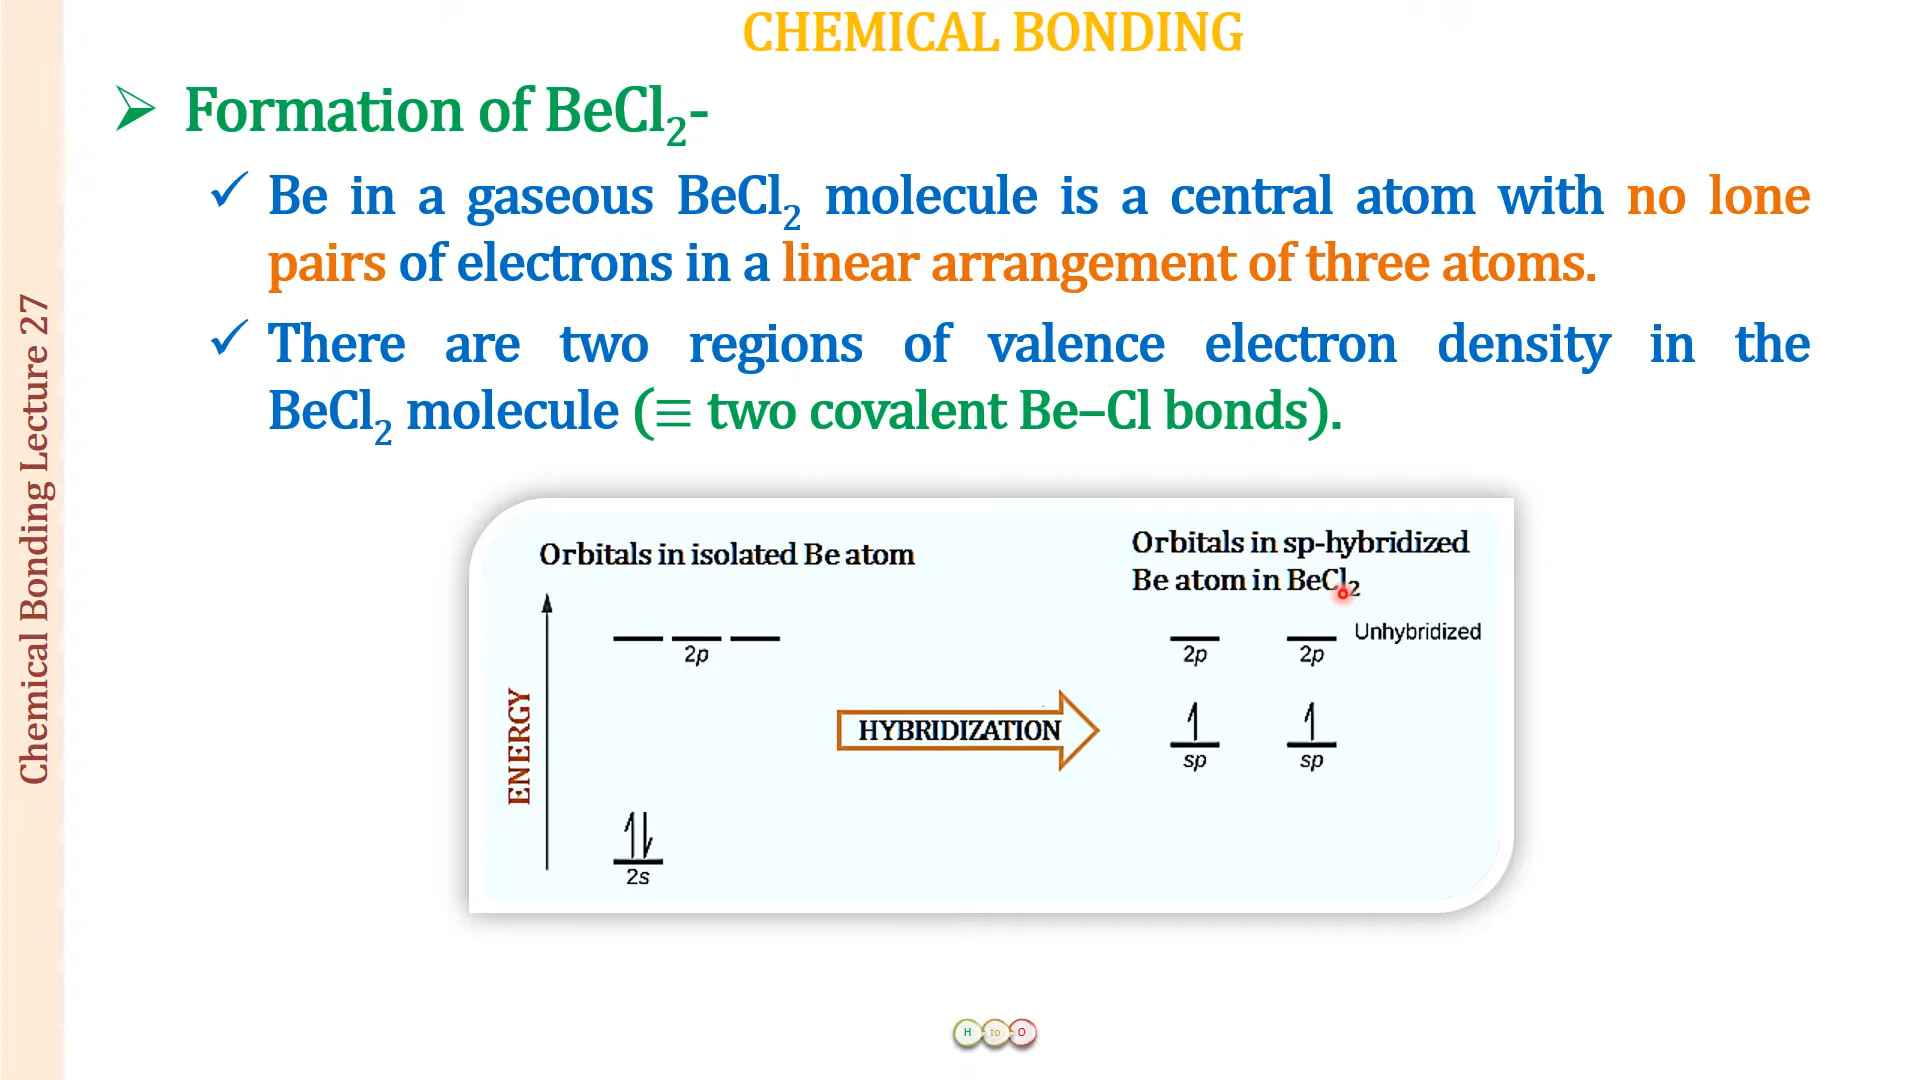 CHEMICAL BONDING
Formation of BeCl₂-
Be in a gaseous BeCl₂ molecule is a central atom with no lone
pairs of electrons in a linear arrangement of three atoms.
There are two regions of valence electron density in the
BeCl₂ molecule (≡ two covalent Be–Cl bonds).
Chemical Bonding Lecture 27
Orbitals in isolated Be atom
2p
ENERGY
2s
HYBRIDIZATION
Orbitals in sp-hybridized
Be atom in BeCl₂
Unhybridized
2p 2p
sp sp
H to O